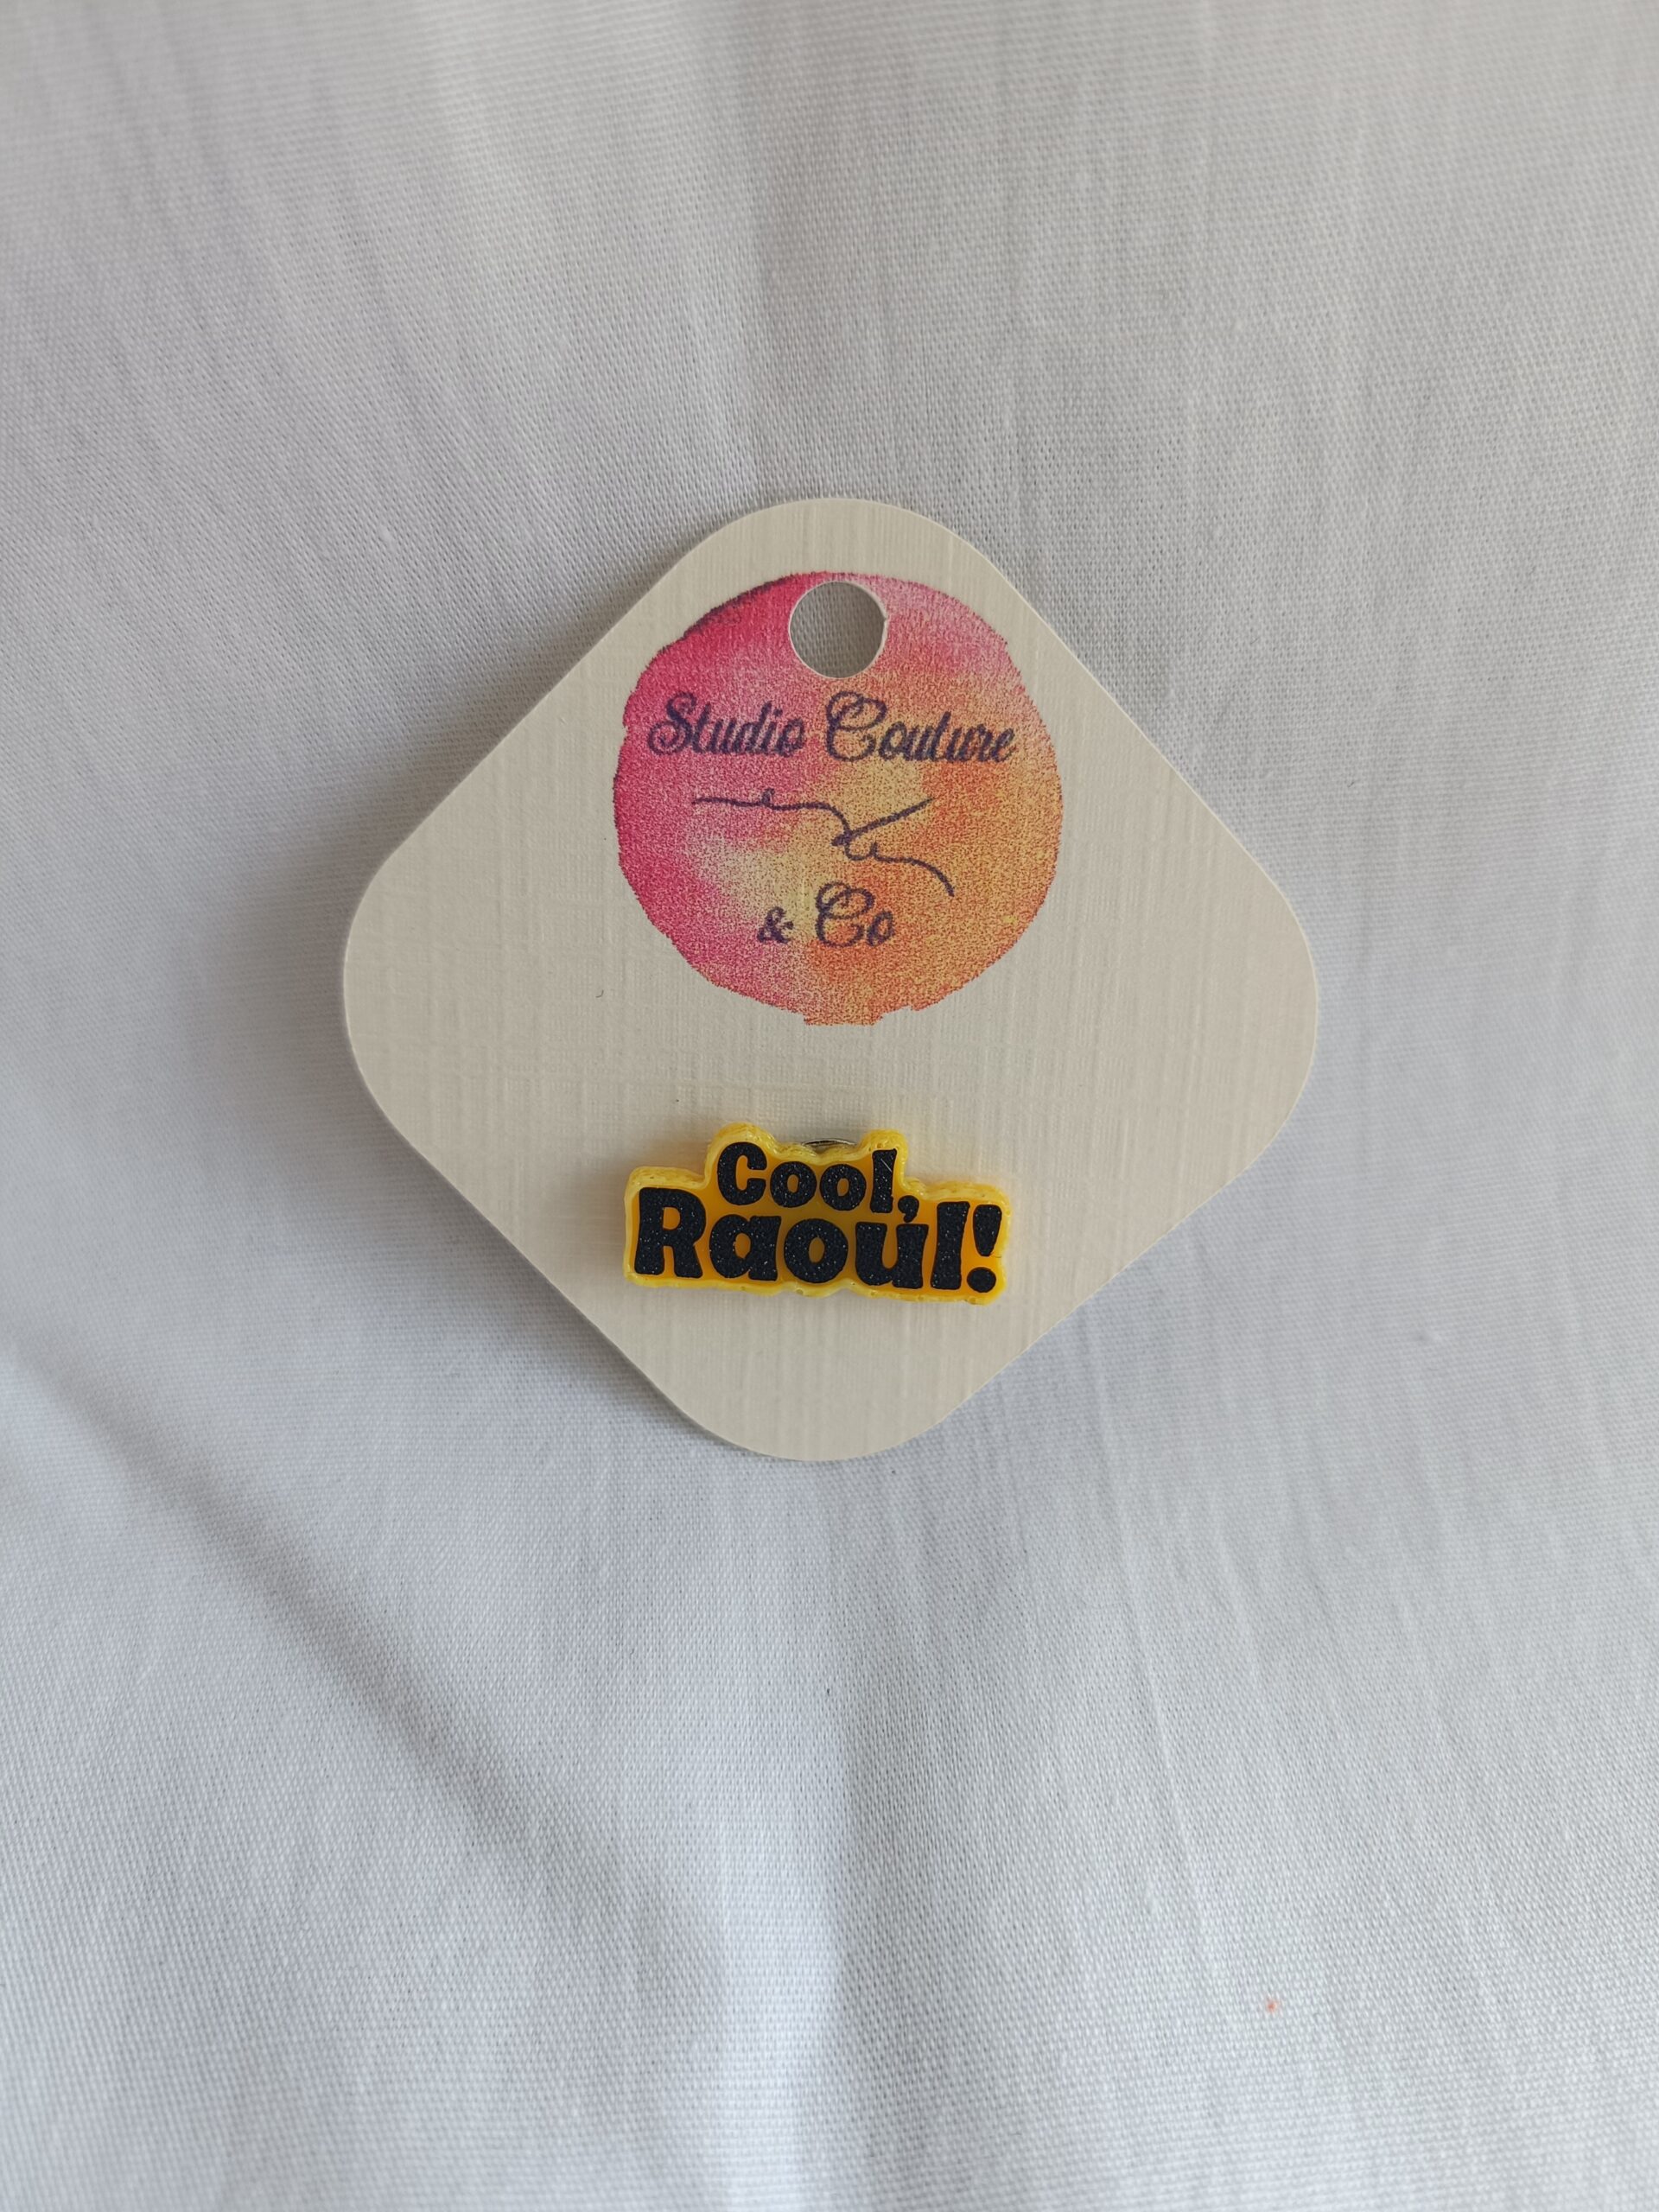 Studio Couture
& Co
Cool,
Raoul!